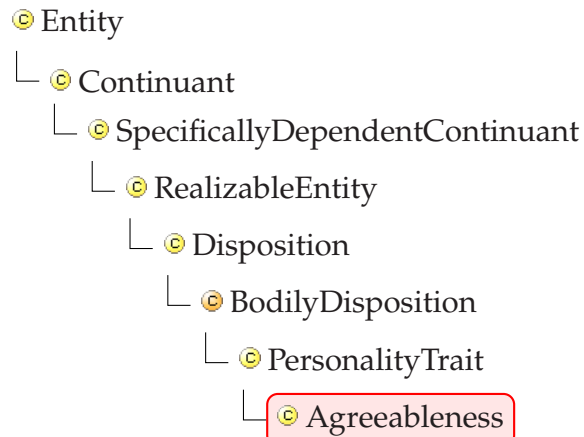 Entity
Continuant
SpecificallyDependentContinuant
RealizableEntity
Disposition
BodilyDisposition
PersonalityTrait
Agreeableness